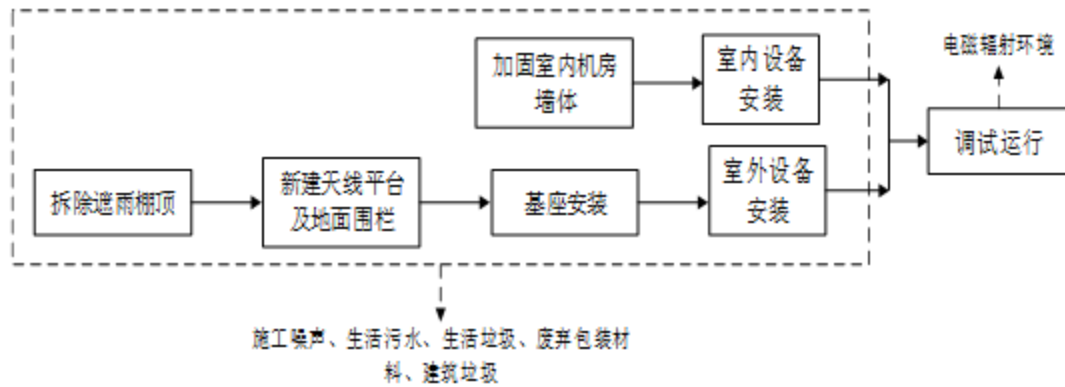 加固室内机房
墙体
室内设备
安装
电磁辐射环境
调试运行
拆除遮雨棚顶
新建天线平台
及地面围栏
基座安装
室外设备
安装
施工噪声、生活污水、生活垃圾、废弃包装材
料、建筑垃圾